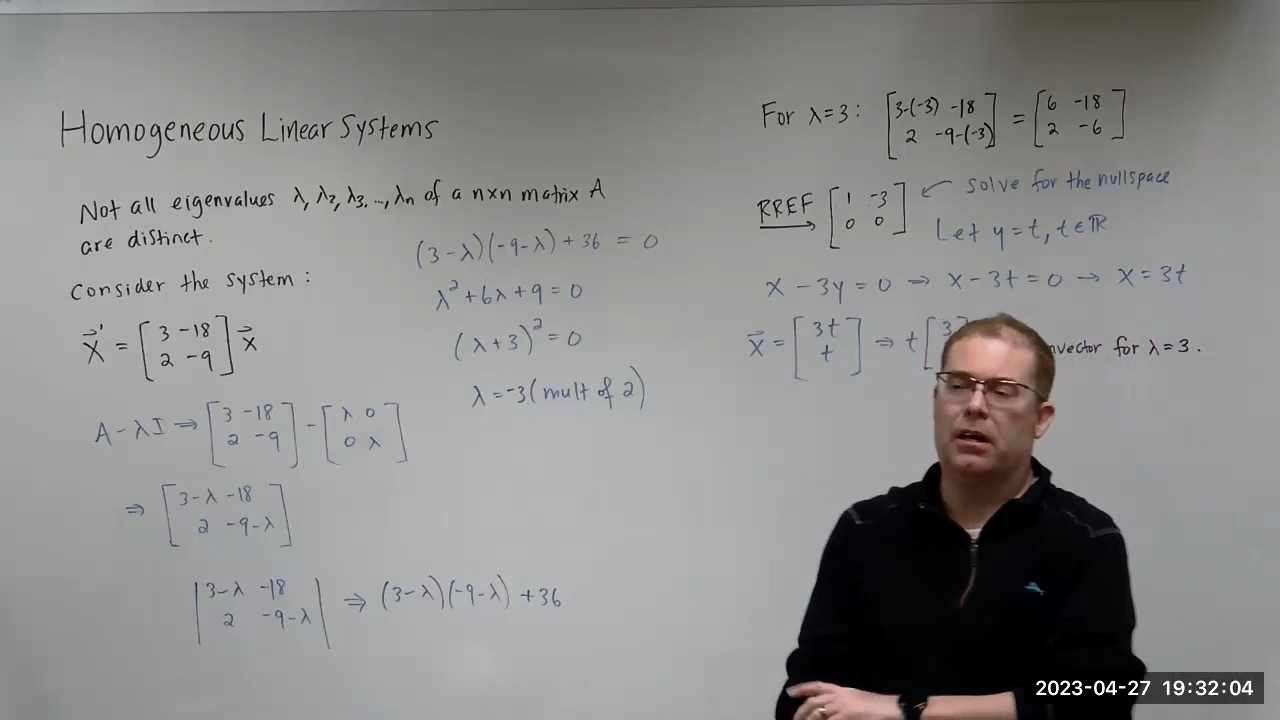 Homogeneous Linear Systems
Not all eigenvalues λ, λ₂, λ₃, ..., λn of a n×n matrix A
are distinct.
Consider the system:
x⃗' = [3 -18; 2 -9] x⃗
A - λI ⇒ [3 -18; 2 -9] - [λ 0; 0 λ]
⇒ [3-λ -18; 2 -9-λ]
|3-λ -18; 2 -9-λ| ⇒ (3-λ)(-9-λ) + 36
(3-λ)(-9-λ) + 36 = 0
λ² + 6λ + 9 = 0
(λ+3)² = 0
λ = -3 (mult of 2)
For λ=3: [3-(-3) -18; 2 -9-(-3)] = [6 -18; 2 -6]
RREF → [1 -3; 0 0] ← solve for the nullspace
Let y=t, t∈ℝ
x - 3y = 0 → x - 3t = 0 → x = 3t
x⃗ = [3t; t] ⇒ t[3 for λ=3.
2023-04-27 19:32:04